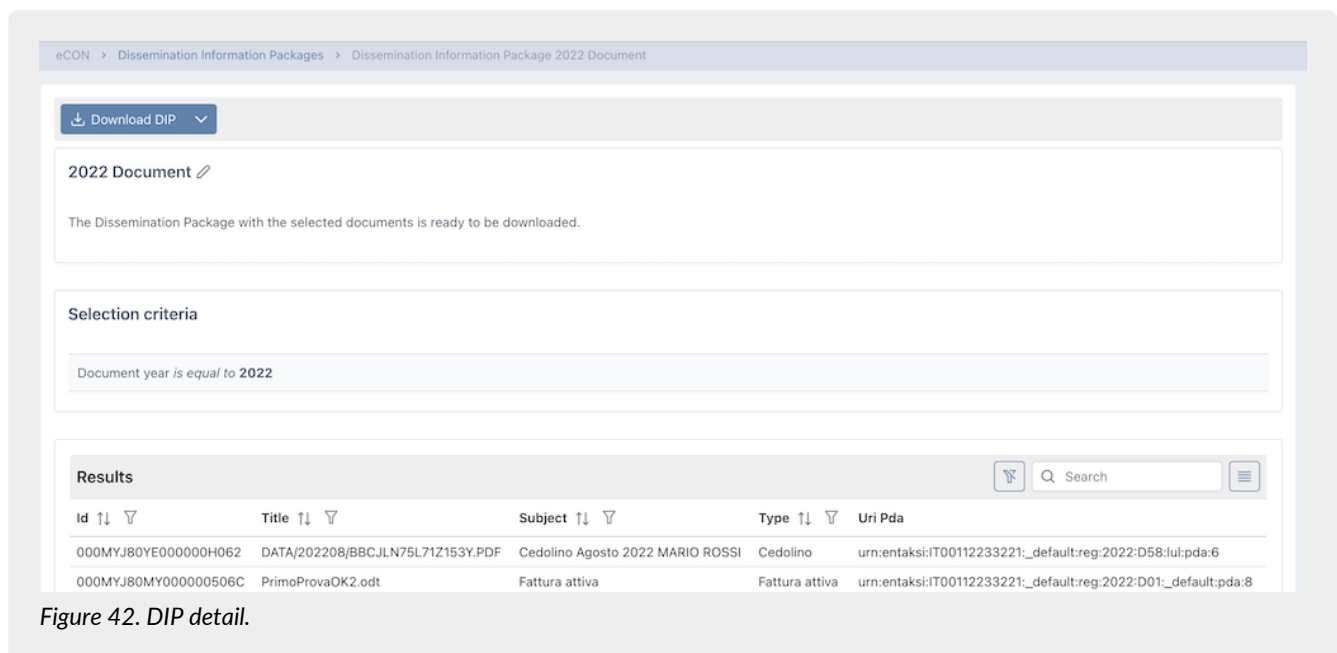 eCON > Dissemination Information Packages > Dissemination Information Package 2022 Document
Download DIP
2022 Document
The Dissemination Package with the selected documents is ready to be downloaded.
Selection criteria
Document year is equal to 2022
Results
Search
Id Title Subject Type Uri Pda
000MYJ80YE000000H062 DATA/202208/BBCJLN75L71Z153Y.PDF Cedolino Agosto 2022 MARIO ROSSI Cedolino urn:entaksi:IT00112233221:_default:reg:2022:D58:lul:pda:6
000MYJ80MY000000506C PrimoProvaOK2.odt Fattura attiva Fattura attiva urn:entaksi:IT00112233221:_default:reg:2022:D01:_default:pda:8
Figure 42. DIP detail.